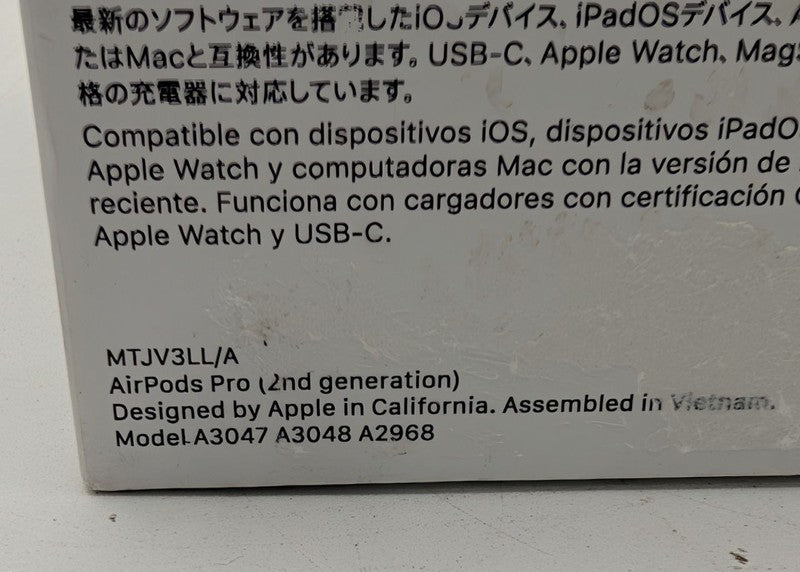 最新のソフトウェアを搭載したiOSデバイス、iPadOSデバイス、A
たはMacと互換性があります。USB-C、Apple Watch、MagS
格の充電器に対応しています。
Compatible con dispositivos iOS, dispositivos iPadO
Apple Watch y computadoras Mac con la versión de
reciente. Funciona con cargadores con certificación
Apple Watch y USB-C.
MTJV3LL/A
AirPods Pro (2nd generation)
Designed by Apple in California. Assembled in Vietnam.
Model A3047 A3048 A2968